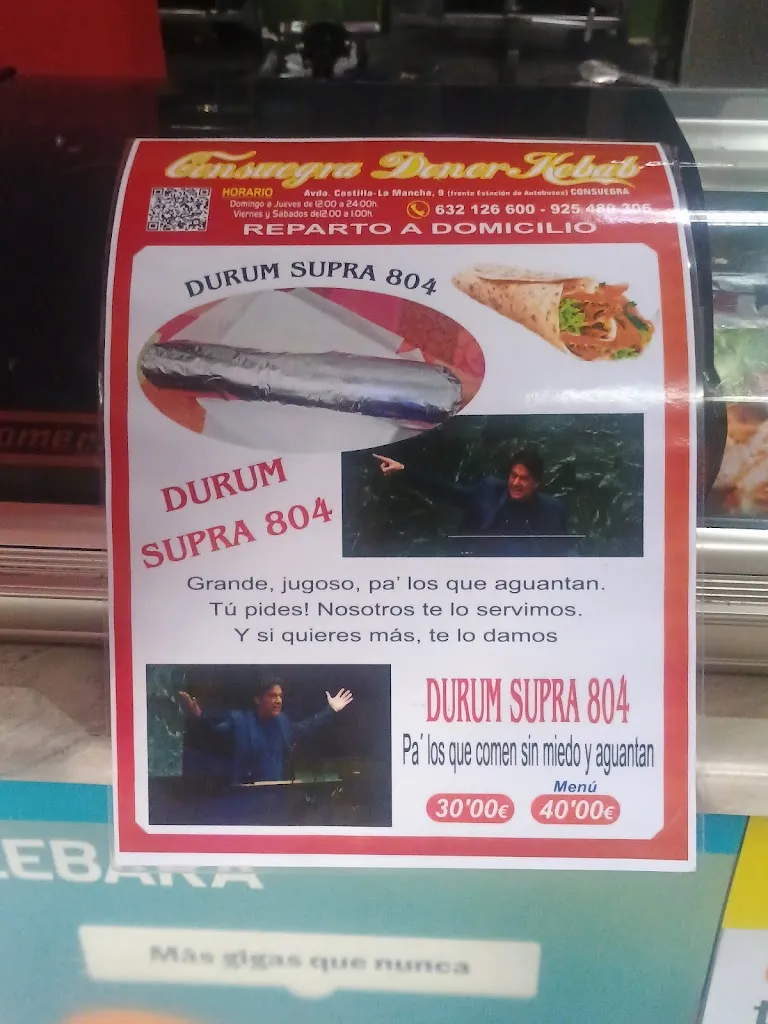 Consuegra Doner Kebab
HORARIO
Domingo a Jueves de 12:00 a 24:00h.
Viernes y Sábados de12:00 a 1:00h.
Avda. Castilla-La Mancha, 9 (frente Estación de Autobuses) CONSUEGRA
632 126 600 - 925 480 306
REPARTO A DOMICILIO
DURUM SUPRA 804
DURUM
SUPRA 804
Grande, jugoso, pa' los que aguantan.
Tú pides! Nosotros te lo servimos.
Y si quieres más, te lo damos
DURUM SUPRA 804
Pa´ los que comen sin miedo y aguantan
Menú
30'00€ 40'00€
LEBARA
Más gigas que nunca